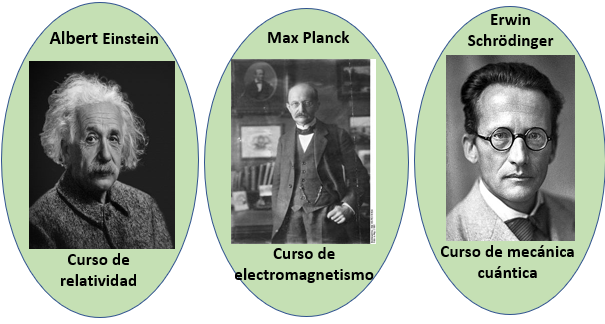 Albert Einstein
Curso de
relatividad
Max Planck
Curso de
electromagnetismo
Erwin
Schrödinger
Curso de mecánica
cuántica